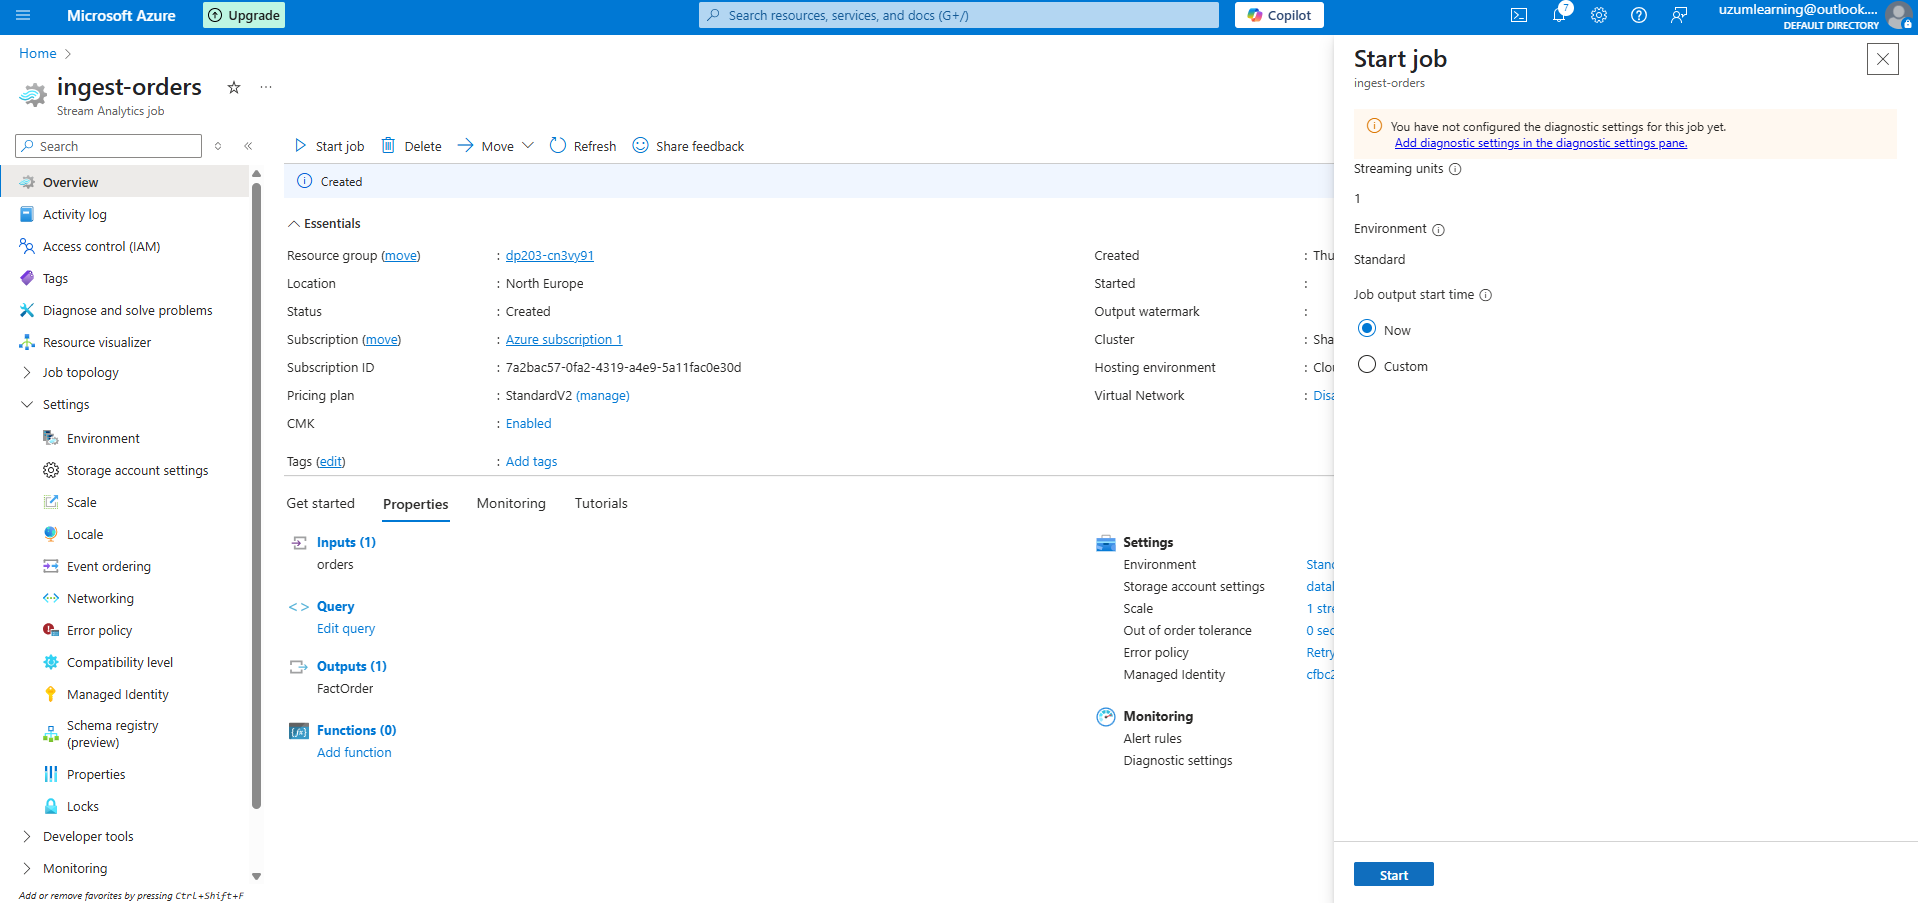 Microsoft Azure
Upgrade
Search resources, services, and docs (G+/)
Copilot
7
uzumlearning@outlook....
DEFAULT DIRECTORY
Home
ingest-orders
Stream Analytics job
Search
Overview
Activity log
Access control (IAM)
Tags
Diagnose and solve problems
Resource visualizer
Job topology
Settings
Environment
Storage account settings
Scale
Locale
Event ordering
Networking
Error policy
Compatibility level
Managed Identity
Schema registry
(preview)
Properties
Locks
Developer tools
Monitoring
Add or remove favorites by pressing Ctrl+Shift+F
Start job Delete Move Refresh Share feedback
Created
Essentials
Resource group (move) : dp203-cn3vy91
Location : North Europe
Status : Created
Subscription (move) : Azure subscription 1
Subscription ID : 7a2bac57-0fa2-4319-a4e9-5a11fac0e30d
Pricing plan : StandardV2 (manage)
CMK : Enabled
Tags (edit) : Add tags
Created : Thu
Started :
Output watermark :
Cluster : Sha
Hosting environment : Clo
Virtual Network : Disa
Get started Properties Monitoring Tutorials
Inputs (1)
orders
<> Query
Edit query
Outputs (1)
FactOrder
Functions (0)
Add function
Settings
Environment Stand
Storage account settings datal
Scale 1 stre
Out of order tolerance 0 sec
Error policy Retry
Managed Identity cfbc2
Monitoring
Alert rules
Diagnostic settings
Start job
ingest-orders
You have not configured the diagnostic settings for this job yet.
Add diagnostic settings in the diagnostic settings pane.
Streaming units
1
Environment
Standard
Job output start time
Now
Custom
Start